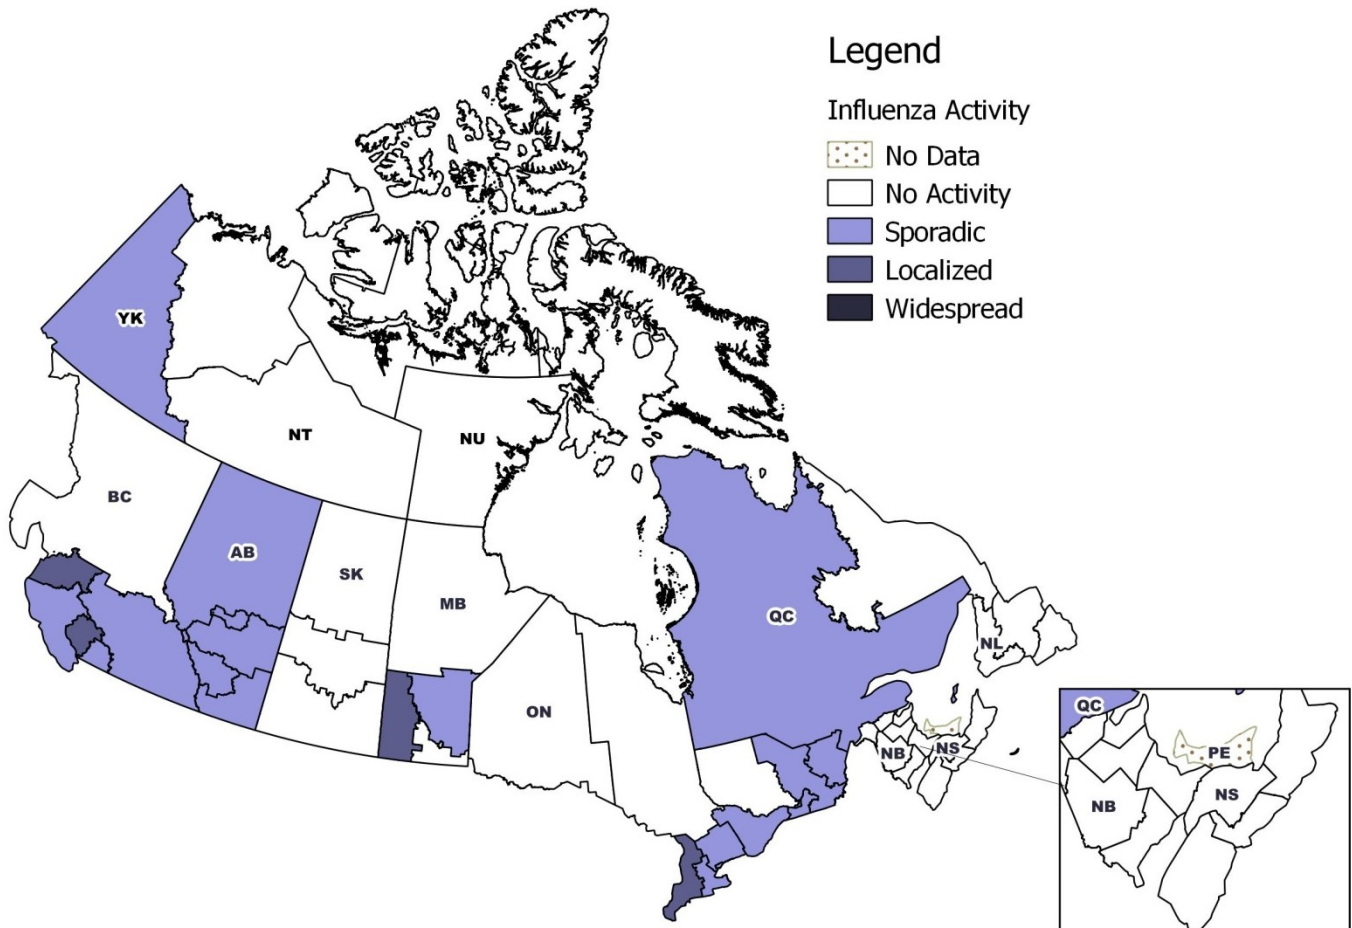 Legend
Influenza Activity
No Data
No Activity
Sporadic
Localized
Widespread
YK
NT
NU
BC
AB
SK
MB
QC
NL
ON
NB
NS
QC
PE
NB
NS